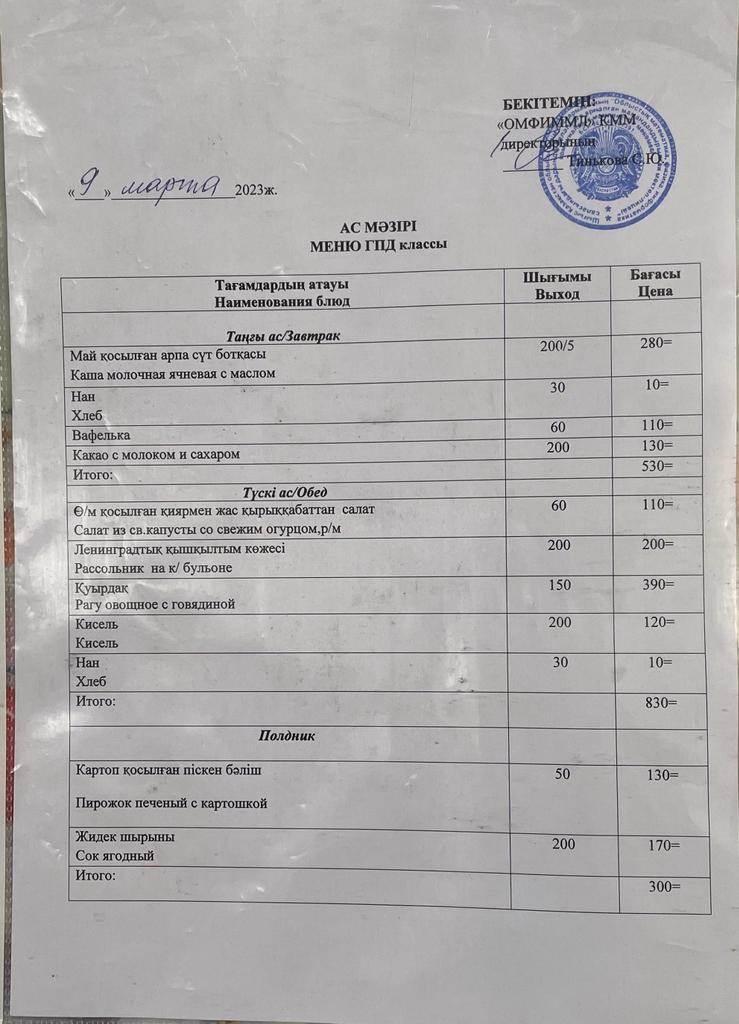 БЕКІТЕМІН:
«ОМФИММЛ» КММ
директорының
Тинькова С.Ю.
« 9 » марта 2023ж.
АС МӘЗІРІ
МЕНЮ ГПД классы
Тағамдардың атауы Шығымы Бағасы
Наименования блюд Выход Цена
Таңғы ас/Завтрак
Май қосылған арпа сүт ботқасы 200/5 280=
Каша молочная ячневая с маслом
Нан 30 10=
Хлеб
Вафелька 60 110=
Какао с молоком и сахаром 200 130=
Итого: 530=
Түскі ас/Обед
Ө/м қосылған қиярмен жас қырыққабаттан салат 60 110=
Салат из св.капусты со свежим огурцом,р/м
Ленинградтық қышқылтым көжесі 200 200=
Рассольник на к/ бульоне
Қуырдақ 150 390=
Рагу овощное с говядиной
Кисель 200 120=
Кисель
Нан 30 10=
Хлеб
Итого: 830=
Полдник
Картоп қосылған піскен бәліш 50 130=
Пирожок печеный с картошкой
Жидек шырыны 200 170=
Сок ягодный
Итого: 300=